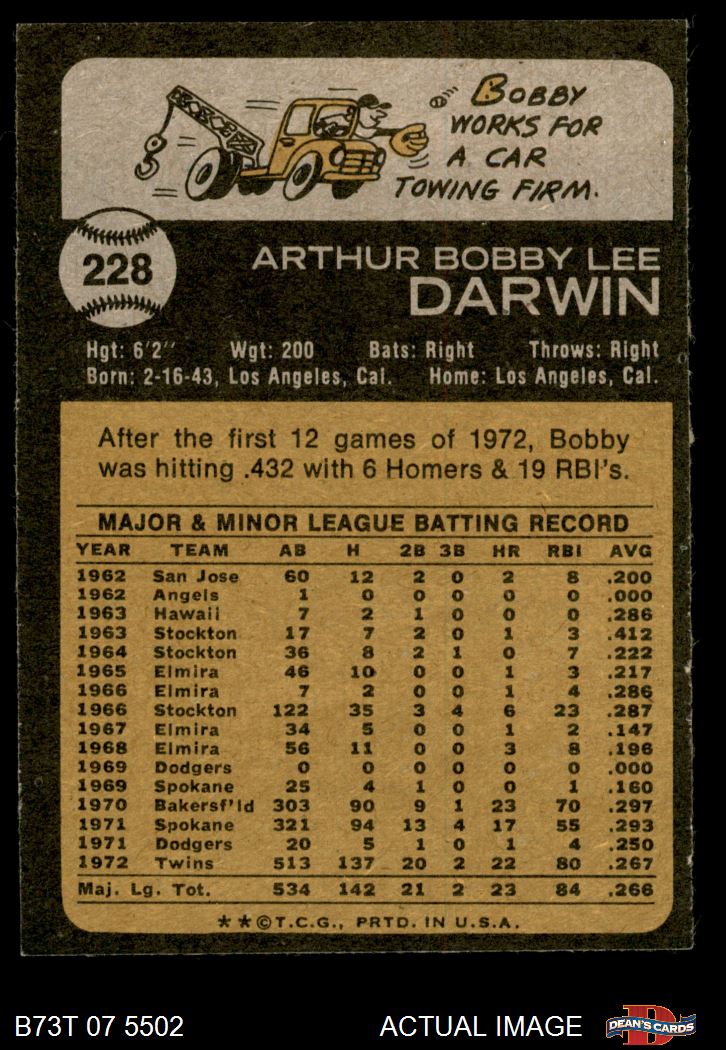 BOBBY
WORKS FOR
A CAR
TOWING FIRM.
228
ARTHUR BOBBY LEE
DARWIN
Hgt: 6'2" Wgt: 200 Bats: Right Throws: Right
Born: 2-16-43, Los Angeles, Cal. Home: Los Angeles, Cal.
After the first 12 games of 1972, Bobby
was hitting .432 with 6 Homers & 19 RBI's.
MAJOR & MINOR LEAGUE BATTING RECORD
YEAR TEAM AB H 2B 3B HR RBI AVG
1962 San Jose 60 12 2 0 2 8 .200
1962 Angels 1 0 0 0 0 0 .000
1963 Hawaii 7 2 1 0 0 0 .286
1963 Stockton 17 7 2 0 1 3 .412
1964 Stockton 36 8 2 1 0 7 .222
1965 Elmira 46 10 0 0 1 3 .217
1966 Elmira 7 2 0 0 1 4 .286
1966 Stockton 122 35 3 4 6 23 .287
1967 Elmira 34 5 0 0 1 2 .147
1968 Elmira 56 11 0 0 3 8 .196
1969 Dodgers 0 0 0 0 0 0 .000
1969 Spokane 25 4 1 0 0 1 .160
1970 Bakersf'ld 303 90 9 1 23 70 .297
1971 Spokane 321 94 13 4 17 55 .293
1971 Dodgers 20 5 1 0 1 4 .250
1972 Twins 513 137 20 2 22 80 .267
Maj. Lg. Tot. 534 142 21 2 23 84 .266
★★©T.C.G., PRTD. IN U.S.A.
B73T 07 5502 ACTUAL IMAGE D DEAN'S CARDS